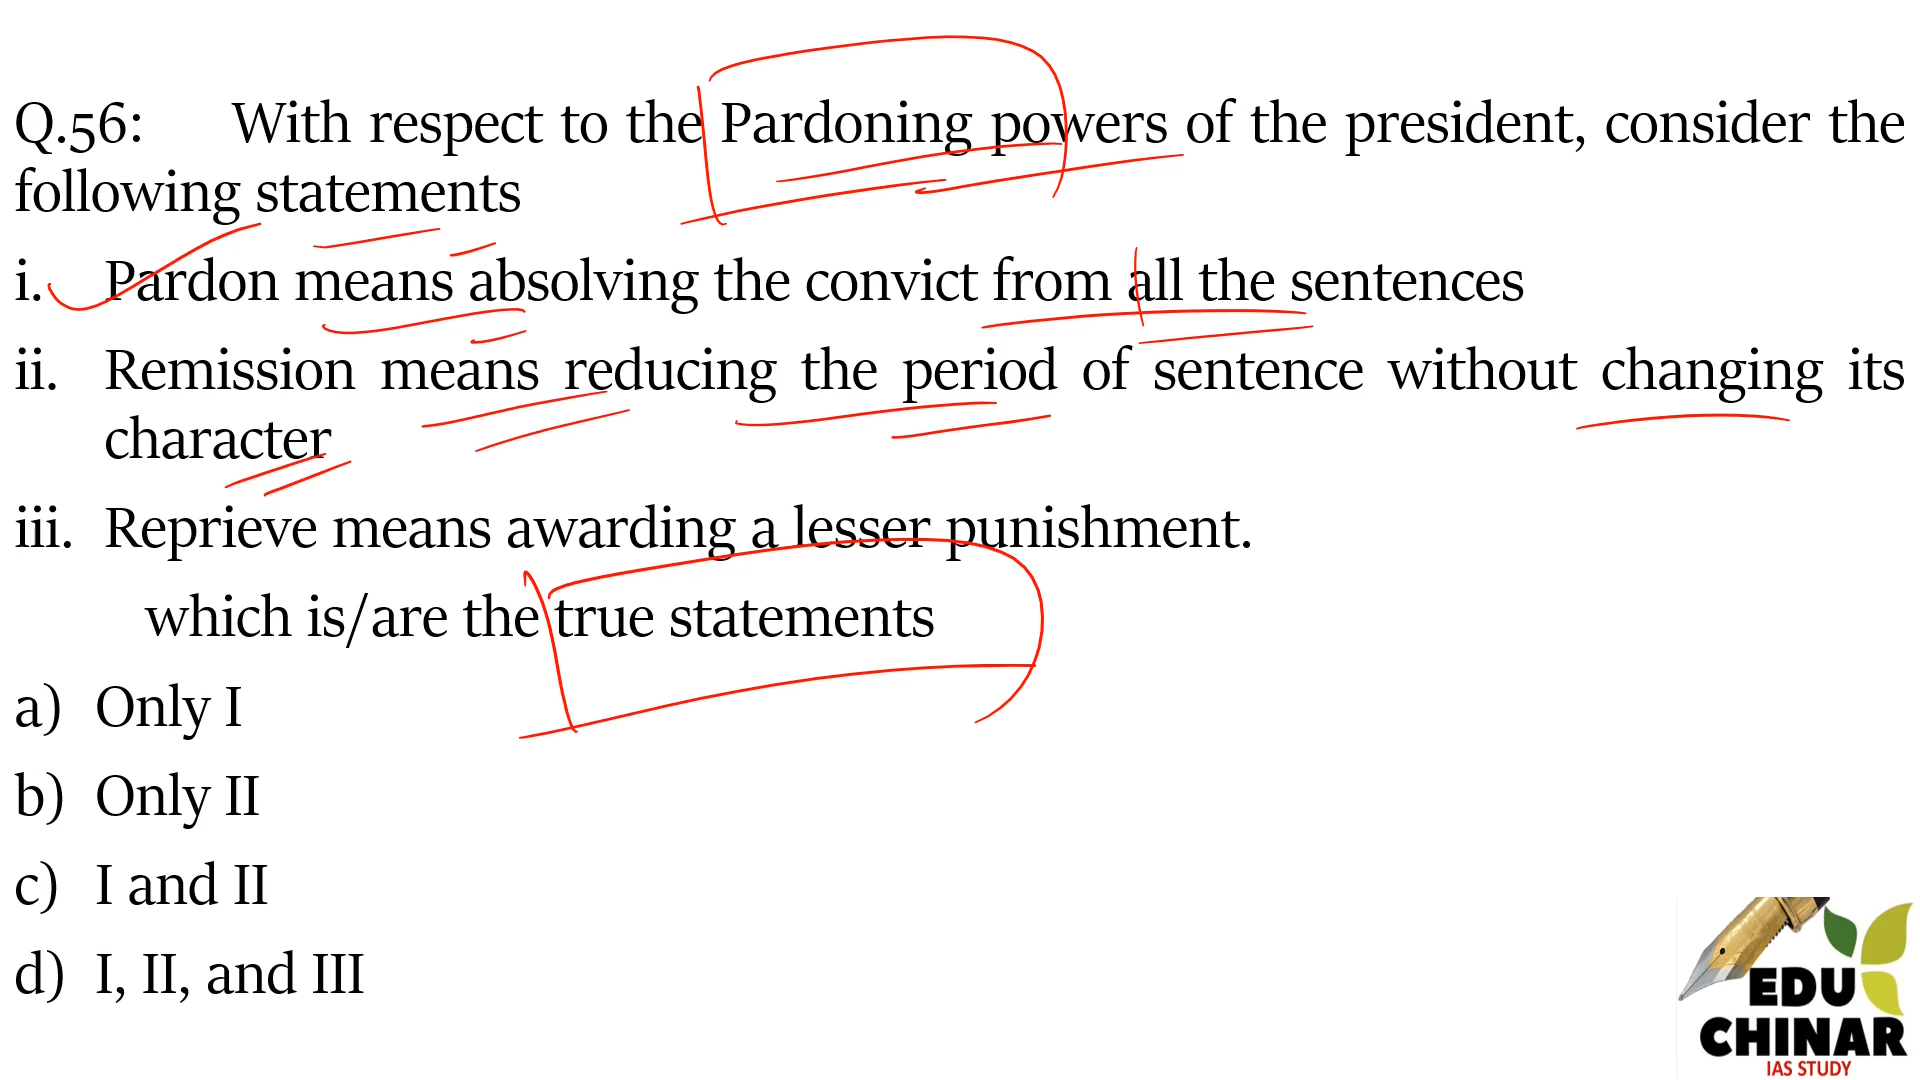 Q.56: With respect to the Pardoning powers of the president, consider the
following statements
i. Pardon means absolving the convict from all the sentences
ii. Remission means reducing the period of sentence without changing its
character
iii. Reprieve means awarding a lesser punishment.
which is/are the true statements
a) Only I
b) Only II
c) I and II
d) I, II, and III
EDU
CHINAR
IAS STUDY